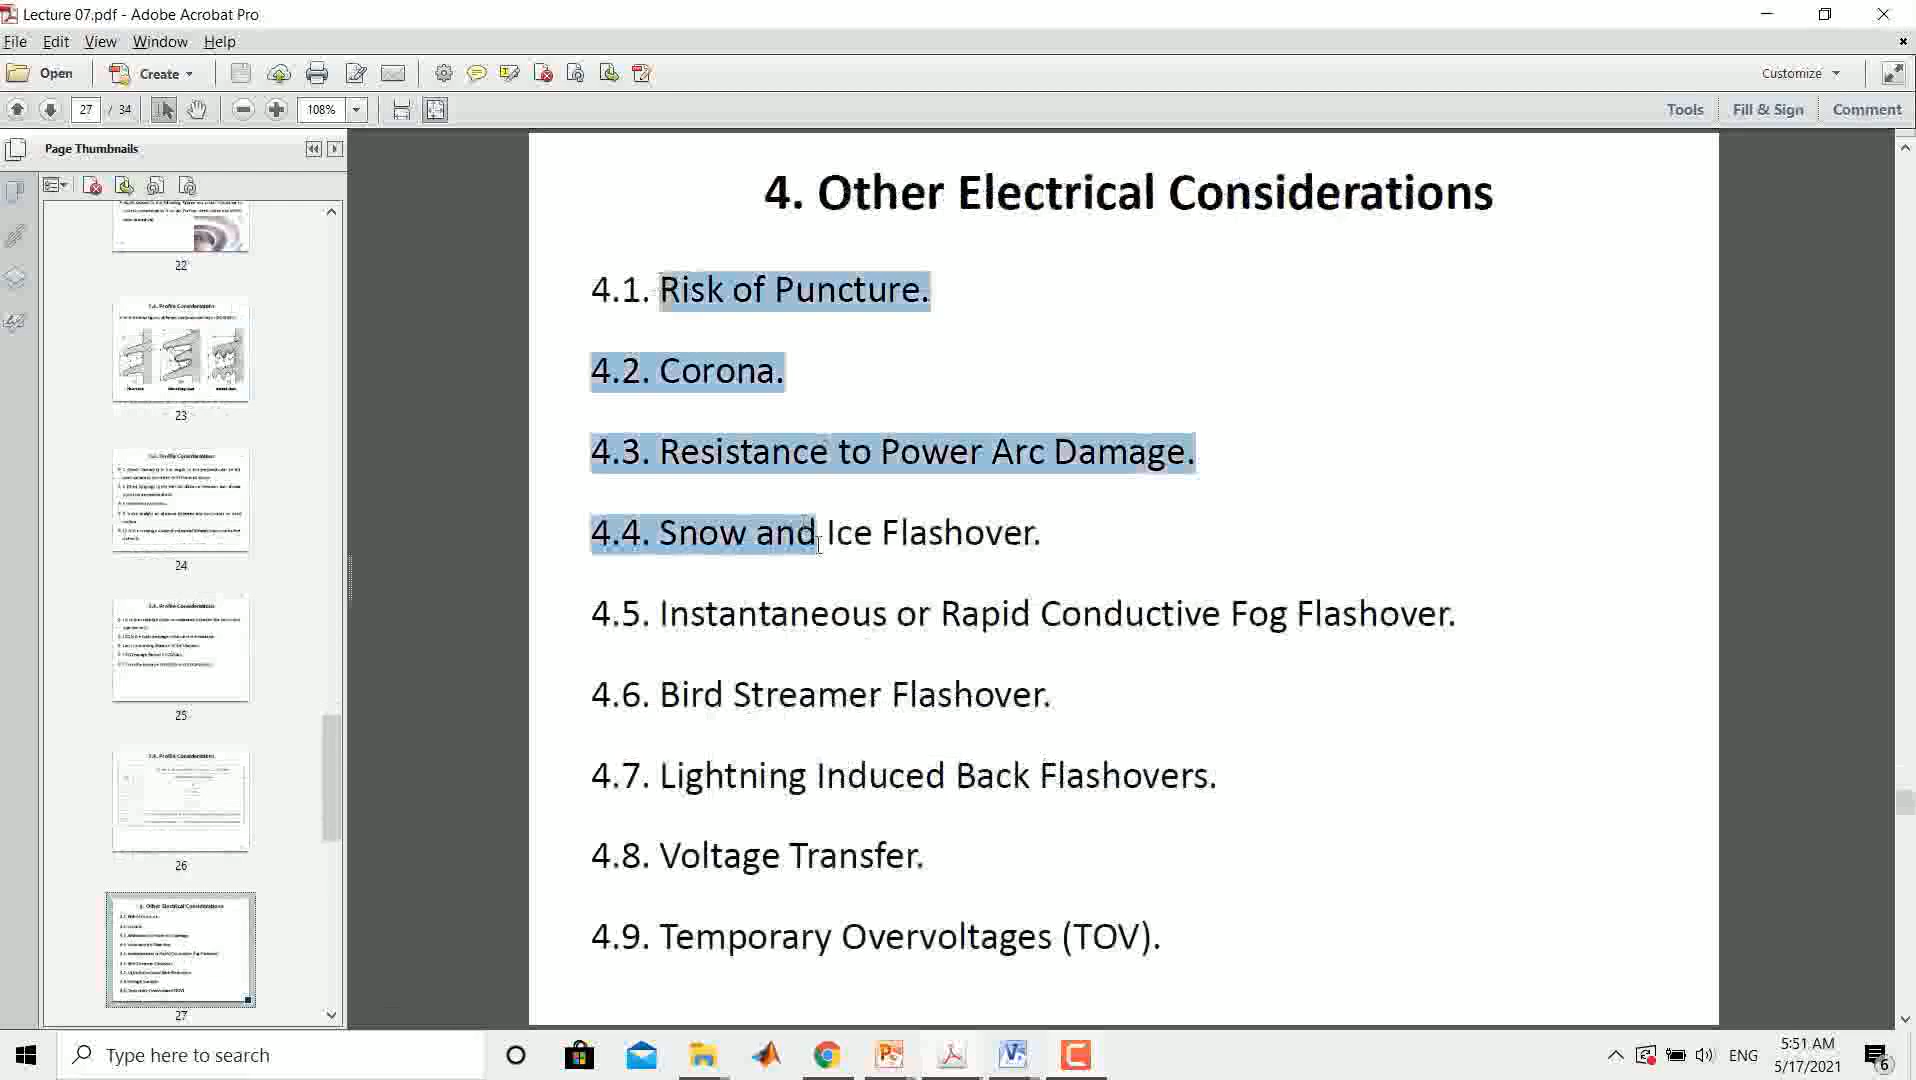 Lecture 07.pdf - Adobe Acrobat Pro
File Edit View Window Help
Open Create Customize
27 / 34 108% Tools Fill & Sign Comment
Page Thumbnails
22
23
24
25
26
27
4. Other Electrical Considerations
4.1. Risk of Puncture.
4.2. Corona.
4.3. Resistance to Power Arc Damage.
4.4. Snow and Ice Flashover.
4.5. Instantaneous or Rapid Conductive Fog Flashover.
4.6. Bird Streamer Flashover.
4.7. Lightning Induced Back Flashovers.
4.8. Voltage Transfer.
4.9. Temporary Overvoltages (TOV).
Type here to search
ENG
5:51 AM
5/17/2021
6